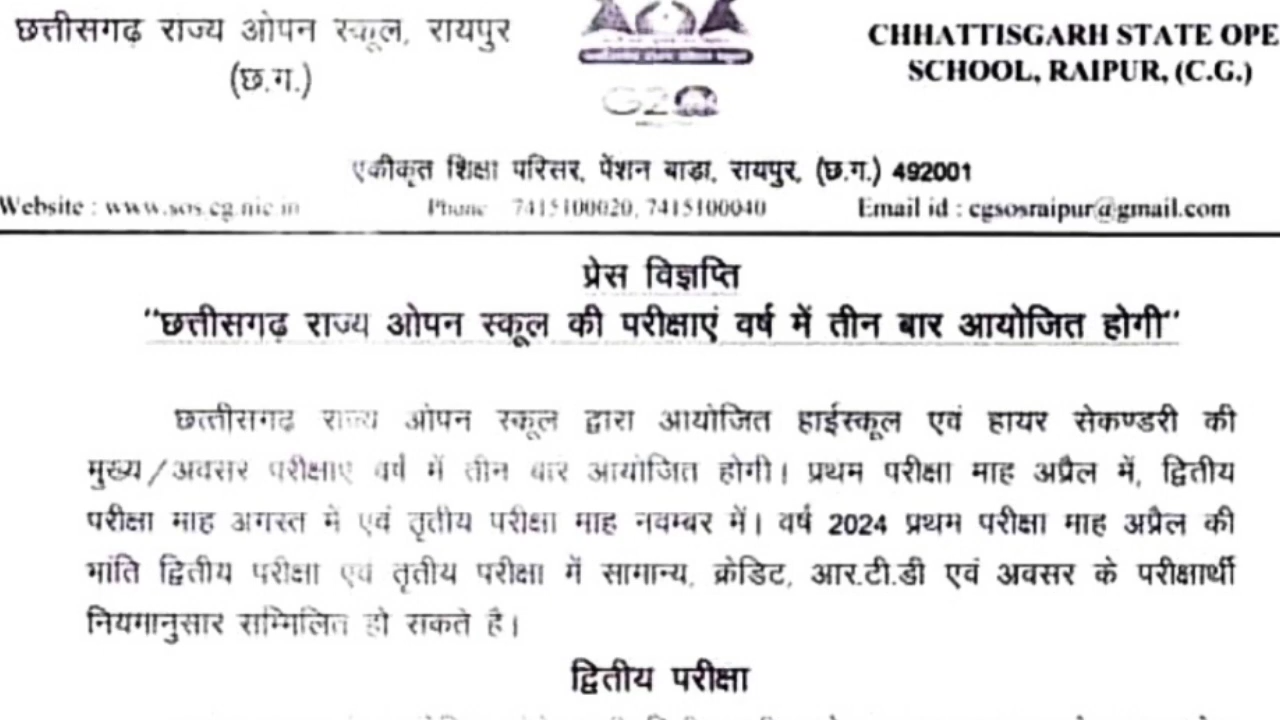 छत्तीसगढ़ राज्य ओपन स्कूल, रायपुर
(छ.ग.)
G20
CHHATTISGARH STATE OPE
SCHOOL, RAIPUR, (C.G.)
एकीकृत शिक्षा परिसर, पेंशन बाड़ा, रायपुर, (छ.ग.) 492001
Website : www.sos.cg.nic.in Phone 7415100020, 7415100040 Email id : cgsosraipur@gmail.com
प्रेस विज्ञप्ति
“छत्तीसगढ़ राज्य ओपन स्कूल की परीक्षाएं वर्ष में तीन बार आयोजित होगी“
छत्तीसगढ़ राज्य ओपन स्कूल द्वारा आयोजित हाईस्कूल एवं हायर सेकण्डरी की
मुख्य/अवसर परीक्षाए वर्ष में तीन बार आयोजित होगी। प्रथम परीक्षा माह अप्रैल में, द्वितीय
परीक्षा माह अगस्त में एवं तृतीय परीक्षा माह नवम्बर में। वर्ष 2024 प्रथम परीक्षा माह अप्रैल की
भांति द्वितीय परीक्षा एवं तृतीय परीक्षा में सामान्य, क्रेडिट, आर.टी.डी एवं अवसर के परीक्षार्थी
नियमानुसार सम्मिलित हो सकते है।
द्वितीय परीक्षा